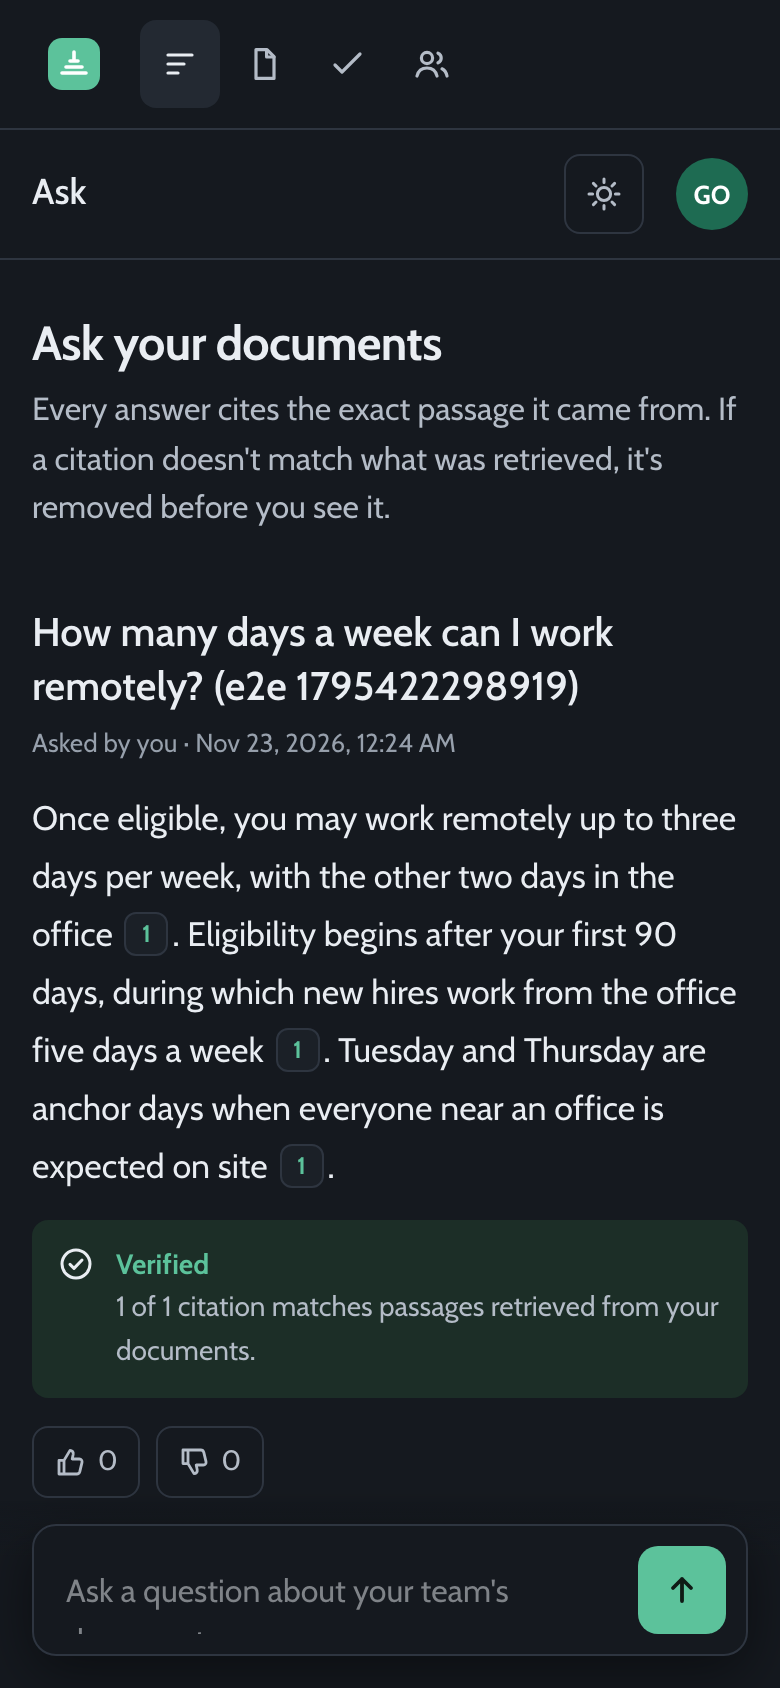 Ask
GO
Ask your documents
Every answer cites the exact passage it came from. If
a citation doesn't match what was retrieved, it's
removed before you see it.
How many days a week can I work
remotely? (e2e 1795422298919)
Asked by you · Nov 23, 2026, 12:24 AM
Once eligible, you may work remotely up to three
days per week, with the other two days in the
office 1. Eligibility begins after your first 90
days, during which new hires work from the office
five days a week 1. Tuesday and Thursday are
anchor days when everyone near an office is
expected on site 1.
Verified
1 of 1 citation matches passages retrieved from your
documents.
0 0
Ask a question about your team's